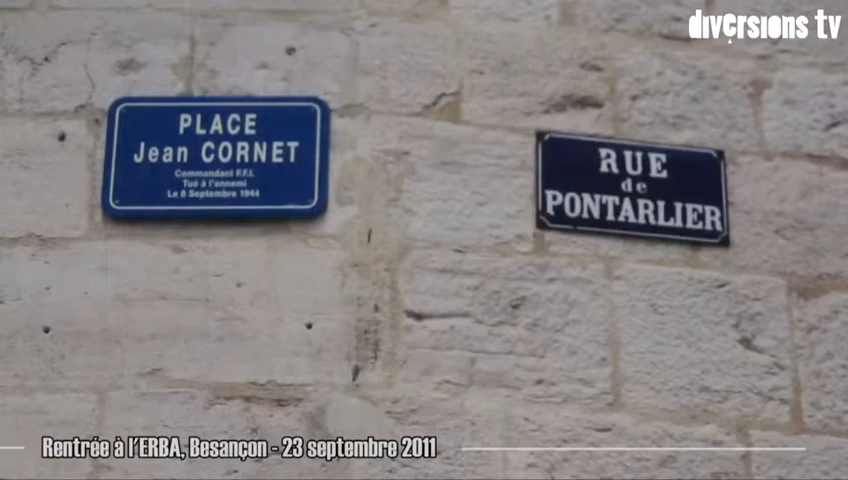 diversions tv
PLACE
Jean CORNET
Commandant F.F.I.
Tué à l'ennemi
Le 8 Septembre 1944
RUE
de
PONTARLIER
Rentrée à l'ERBA, Besançon - 23 septembre 2011